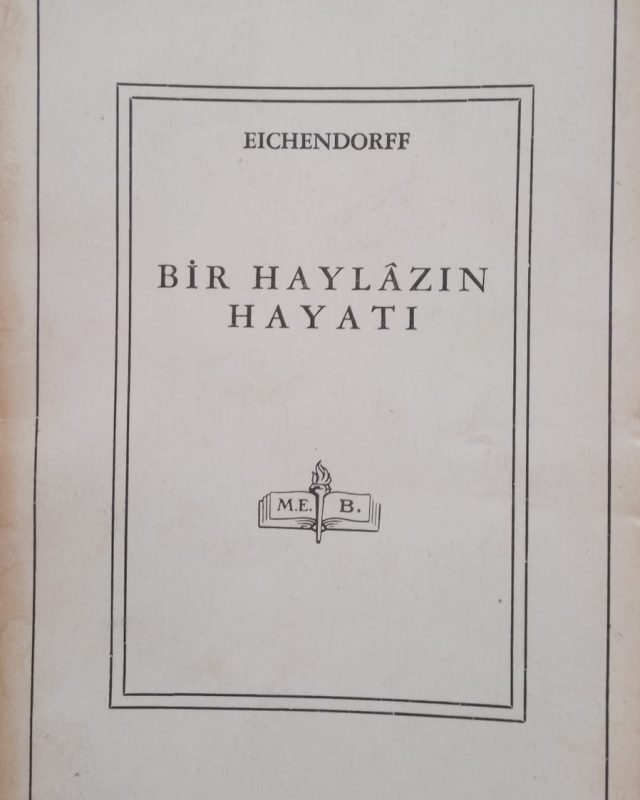 EICHENDORFF
BİR HAYLÂZIN
HAYATI
M.E. B.